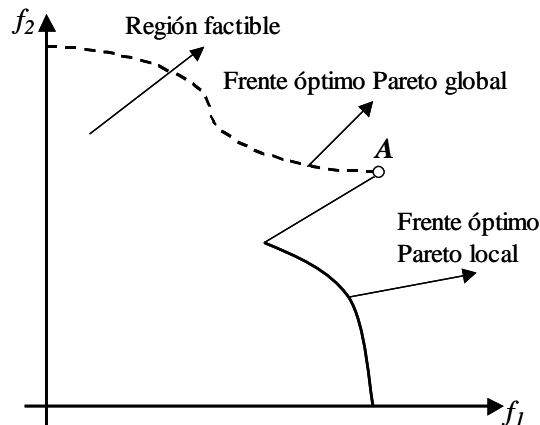 f2
Región factible
Frente óptimo Pareto global
A
Frente óptimo
Pareto local
f1